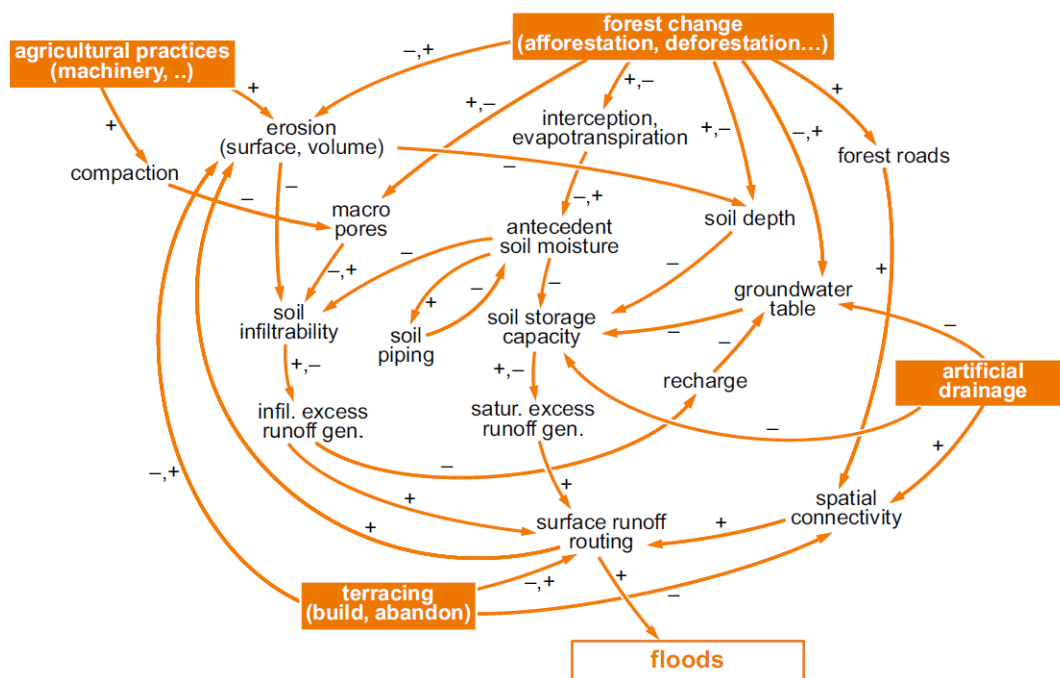 forest change
(afforestation, deforestation...)
agricultural practices
(machinery, ..)
–,+
+
+,–
+
+
+,–
interception,
evapotranspiration
+,–
–,+
erosion
(surface, volume)
forest roads
compaction
–
–
–
–,+
macro
pores
soil depth
antecedent
soil moisture
–
–,+
–
+
–
groundwater
table
+
–
–
soil
infiltrability
soil
piping
soil storage
capacity
–
–
–
+,–
+,–
recharge
artificial
drainage
infil. excess
runoff gen.
satur. excess
runoff gen.
–
–
+
–,+
+
+
spatial
connectivity
surface runoff
routing
+
+
terracing
(build, abandon)
–,+
+
–
floods